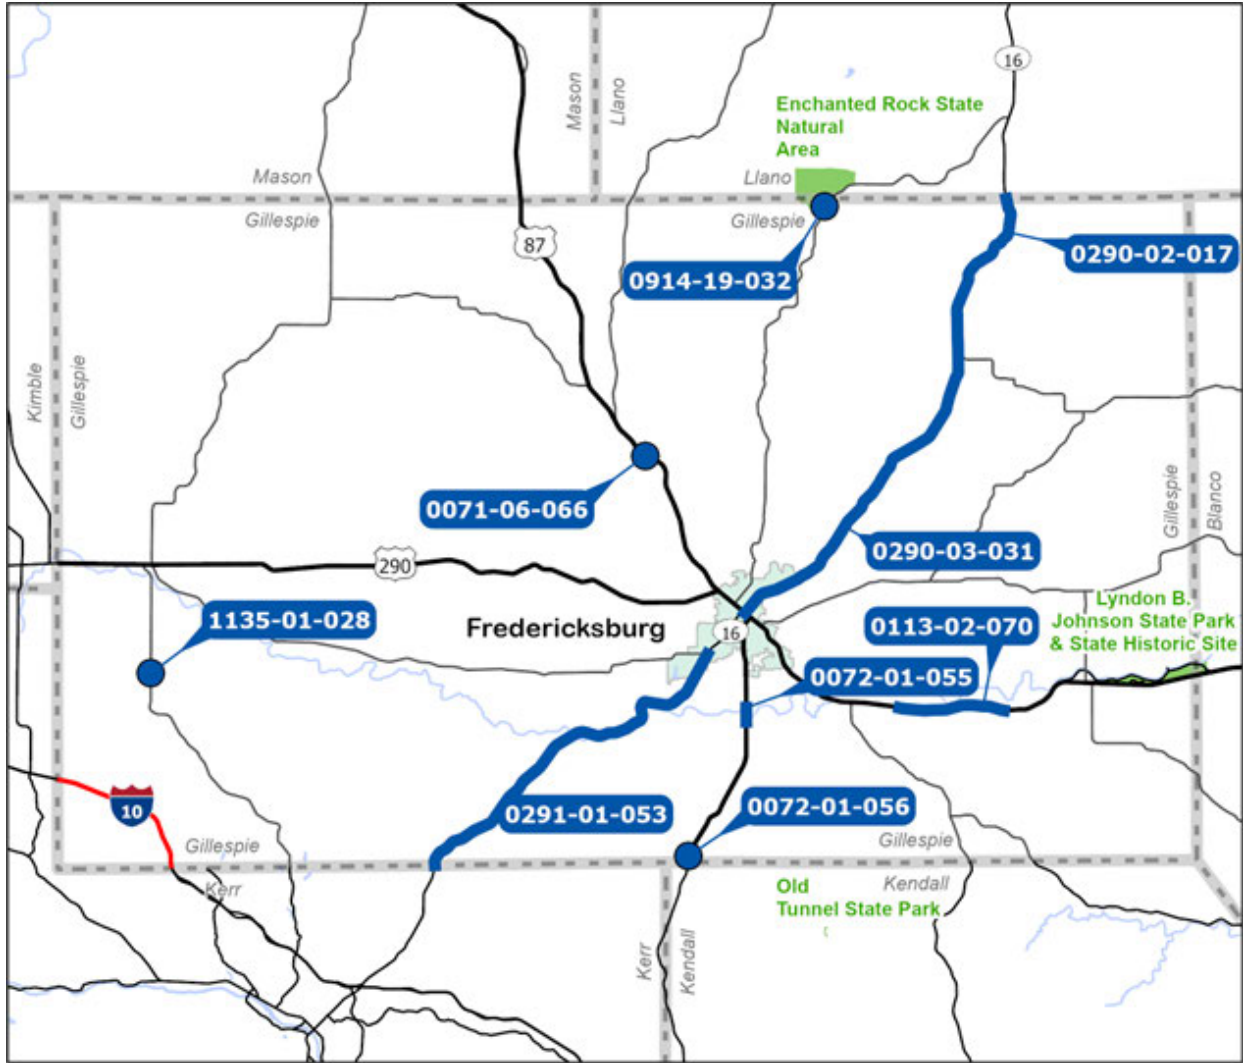 16
Mason
Llano
Enchanted Rock State
Natural
Area
Mason
Llano
Gillespie
Gillespie
87
0290-02-017
0914-19-032
Kimble
Gillespie
0071-06-066
Gillespie
Blanco
290
0290-03-031
Lyndon B.
Johnson State Park
& State Historic Site
1135-01-028
Fredericksburg
16
0113-02-070
0072-01-055
10
0291-01-053
0072-01-056
Gillespie
Gillespie
Kerr
Kendall
Old
Tunnel State Park
Kerr
Kendall